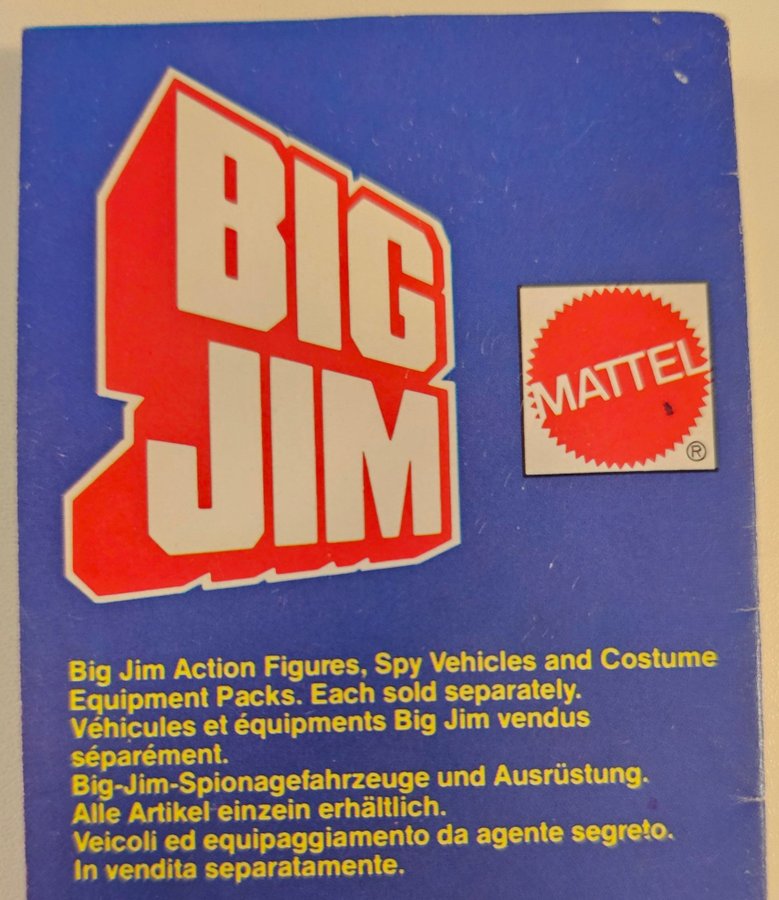 BIG
JIM
MATTEL
®
Big Jim Action Figures, Spy Vehicles and Costume
Equipment Packs. Each sold separately.
Véhicules et équipments Big Jim vendus
séparément.
Big-Jim-Spionagefahrzeuge und Ausrüstung.
Alle Artikel einzein erhältlich.
Veicoli ed equipaggiamento da agente segreto.
In vendita separatamente.